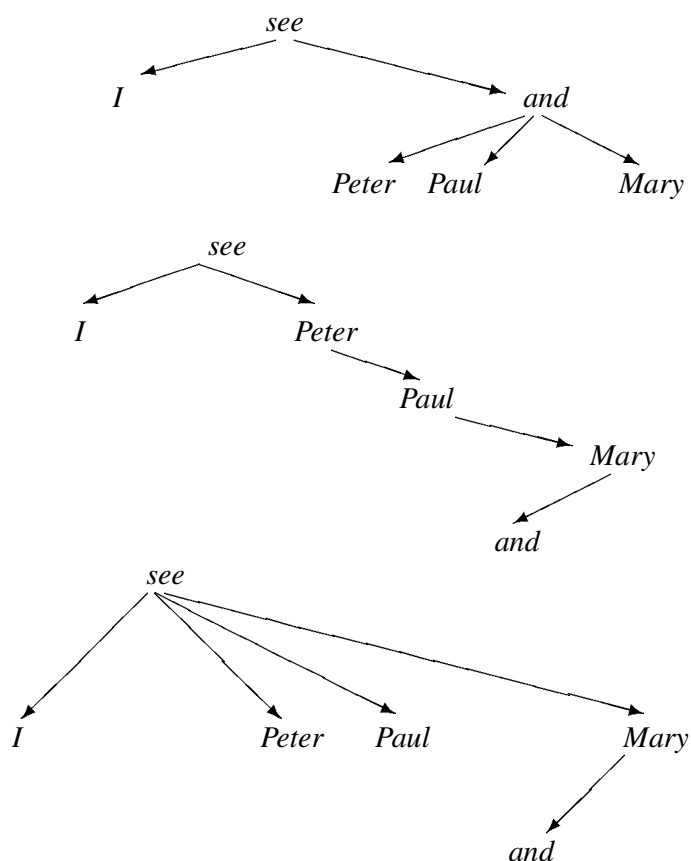 see
I and
Peter Paul Mary
see
I Peter
Paul
Mary
and
see
I Peter Paul Mary
and